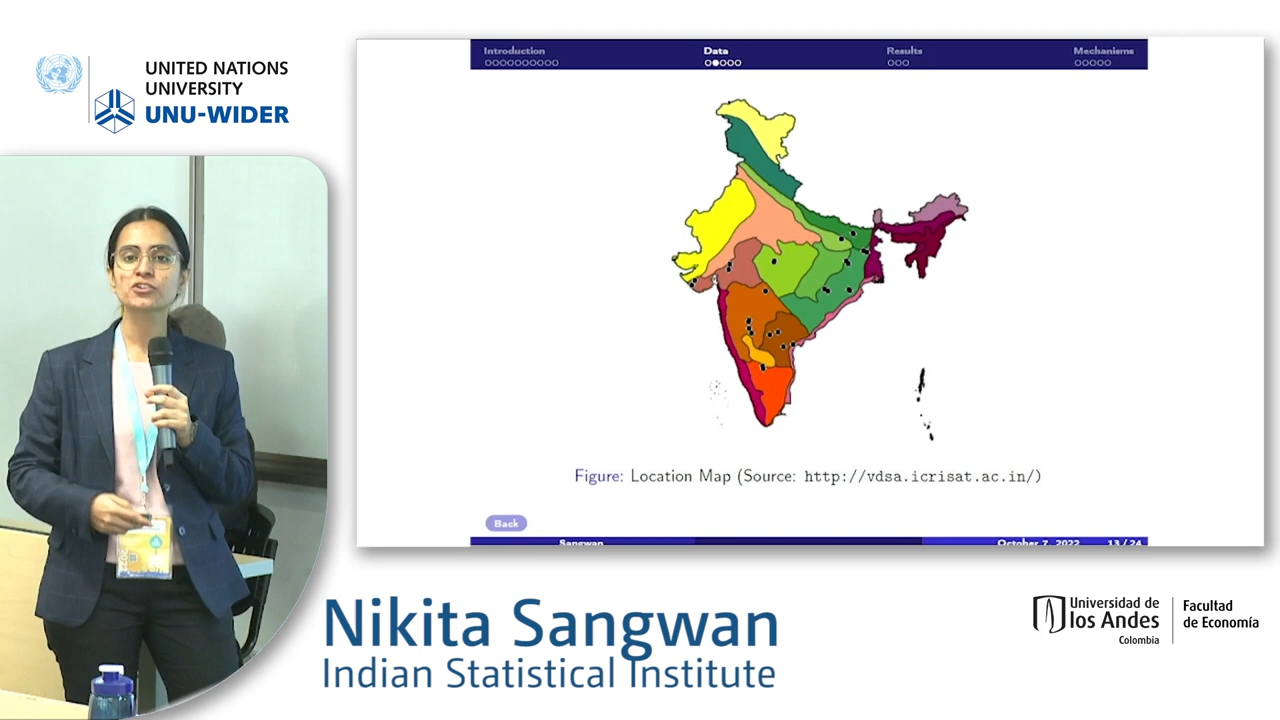 UNITED NATIONS
UNIVERSITY
UNU-WIDER
Introduction
Data
Results
Mechanisms
Figure: Location Map (Source: http://vdsa.icrisat.ac.in/)
Back
Sangwan
October 7, 2022
13 / 24
Nikita Sangwan
Indian Statistical Institute
Universidad de
los Andes
Colombia
Facultad
de Economía